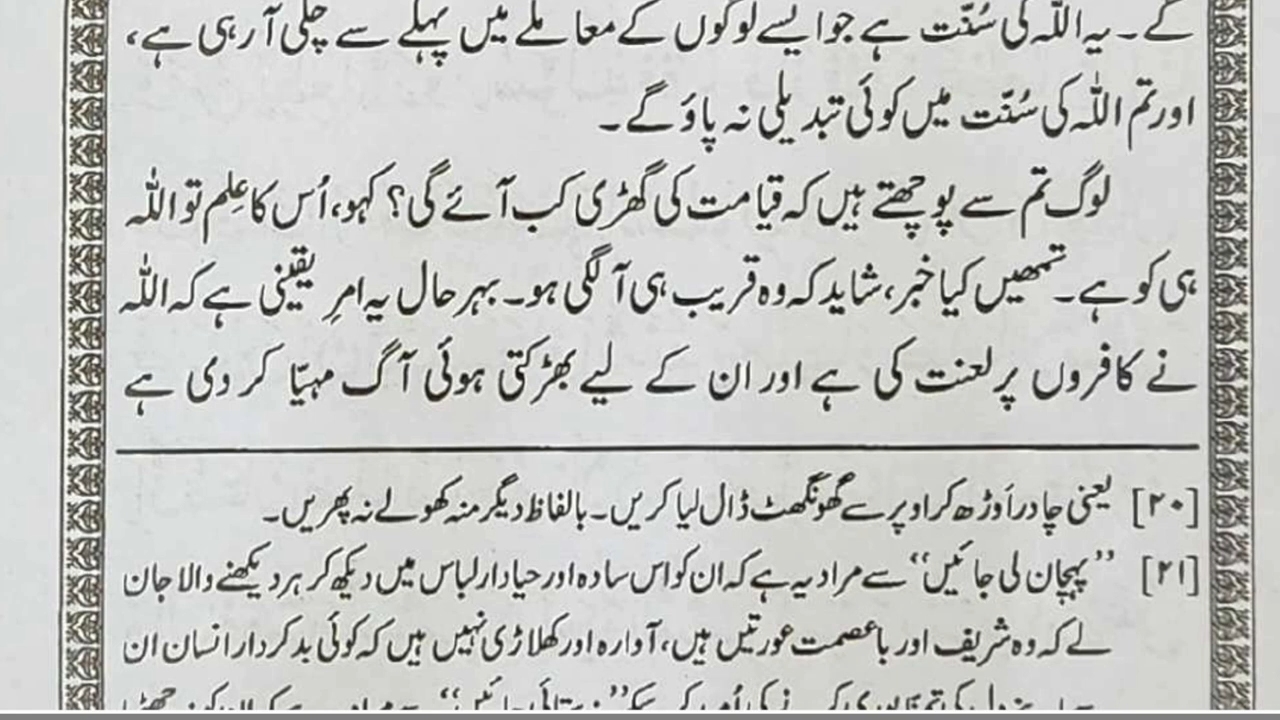 گے۔ یہ اللہ کی سُنّت ہے جو ایسے لوگوں کے معاملے میں پہلے سے چلی آ رہی ہے،
اور تم اللہ کی سُنّت میں کوئی تبدیلی نہ پاؤ گے۔
لوگ تم سے پوچھتے ہیں کہ قیامت کی گھڑی کب آئے گی؟ کہو، اُس کا عِلم تو اللہ
ہی کو ہے۔ تمھیں کیا خبر، شاید کہ وہ قریب ہی آ لگی ہو۔ بہرحال یہ امرِ یقینی ہے کہ اللہ
نے کافروں پر لعنت کی ہے اور ان کے لیے بھڑکتی ہوئی آگ مہیّا کر دی ہے
[۲۰] یعنی چادر اَوڑھ کر اوپر سے گھونگھٹ ڈال لیا کریں۔ بالفاظ دیگر منہ کھولے نہ پھریں۔
[۲۱] ”پہچان لی جائیں“ سے مراد یہ ہے کہ ان کو اس سادہ اور حیادار لباس میں دیکھ کر ہر دیکھنے والا جان
لے کہ وہ شریف اور باعصمت عورتیں ہیں، آوارہ اور کھلاڑی نہیں ہیں کہ کوئی بدکردار انسان ان